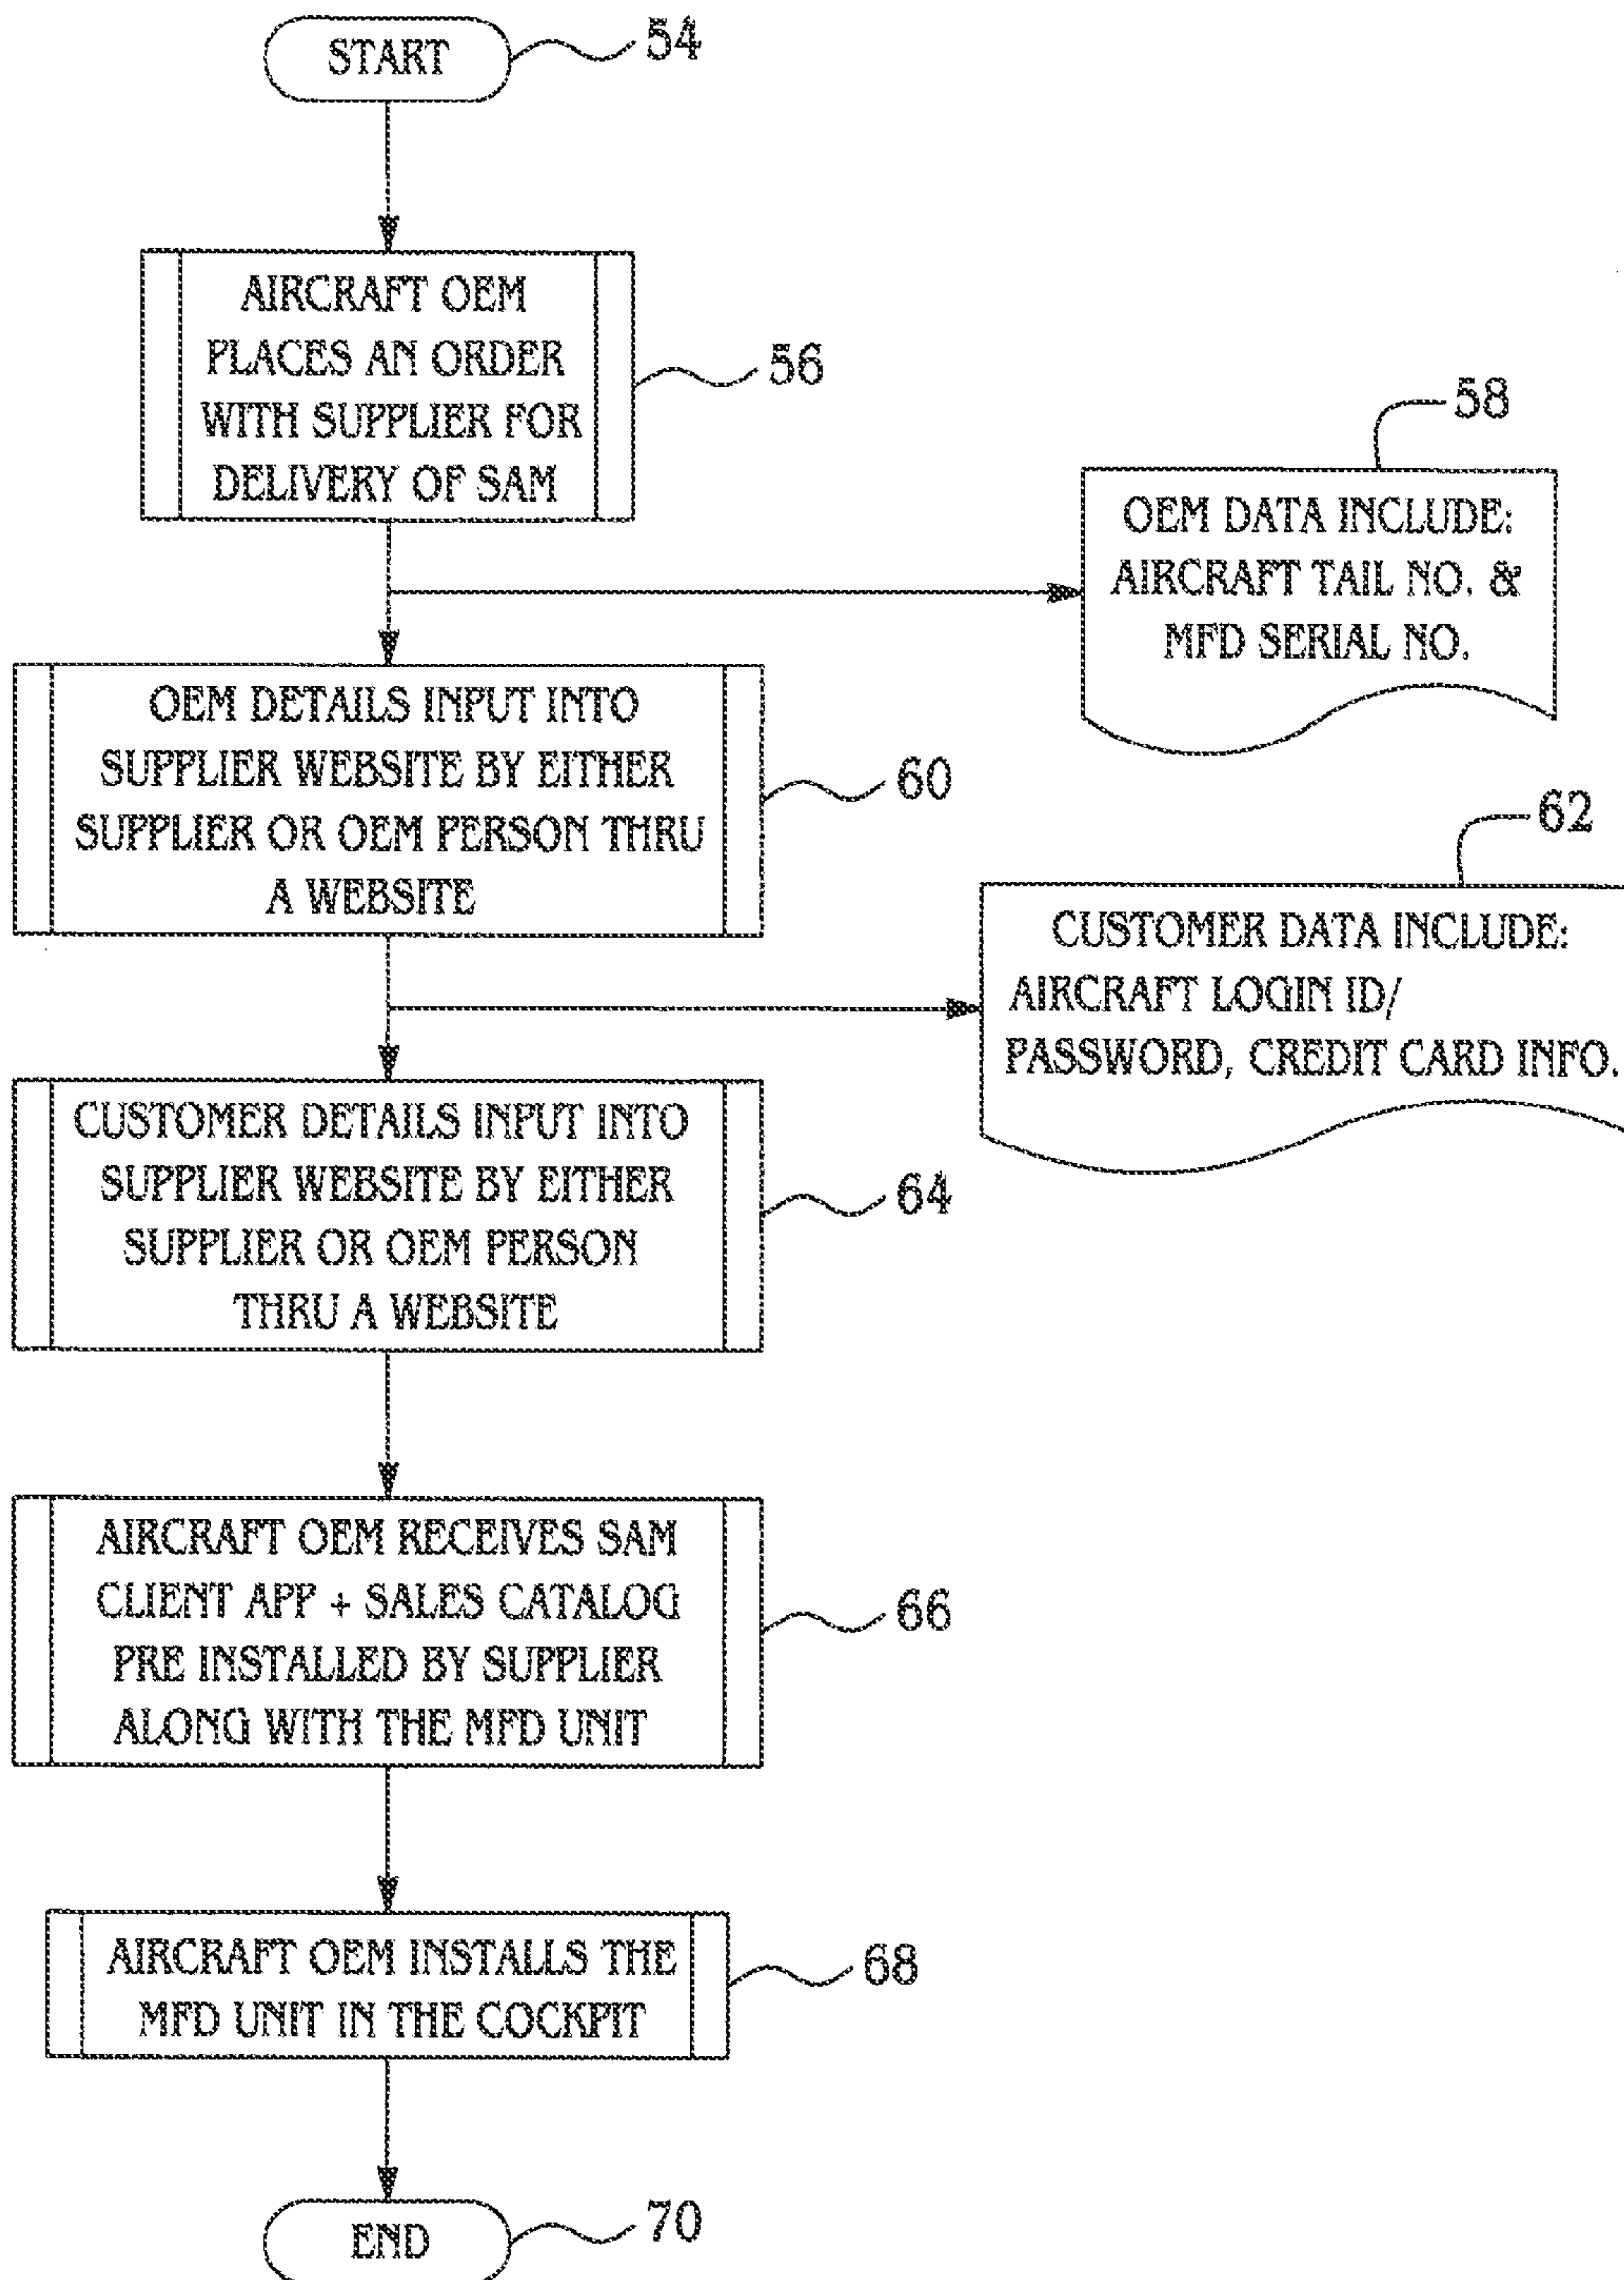 START
54
AIRCRAFT OEM
PLACES AN ORDER
WITH SUPPLIER FOR
DELIVERY OF SAM
56
58
OEM DATA INCLUDE:
AIRCRAFT TAIL NO. &
MFD SERIAL NO.
OEM DETAILS INPUT INTO
SUPPLIER WEBSITE BY EITHER
SUPPLIER OR OEM PERSON THRU
A WEBSITE
60
62
CUSTOMER DATA INCLUDE:
AIRCRAFT LOGIN ID/
PASSWORD, CREDIT CARD INFO.
CUSTOMER DETAILS INPUT INTO
SUPPLIER WEBSITE BY EITHER
SUPPLIER OR OEM PERSON
THRU A WEBSITE
64
AIRCRAFT OEM RECEIVES SAM
CLIENT APP + SALES CATALOG
PRE INSTALLED BY SUPPLIER
ALONG WITH THE MFD UNIT
66
AIRCRAFT OEM INSTALLS THE
MFD UNIT IN THE COCKPIT
68
END
70